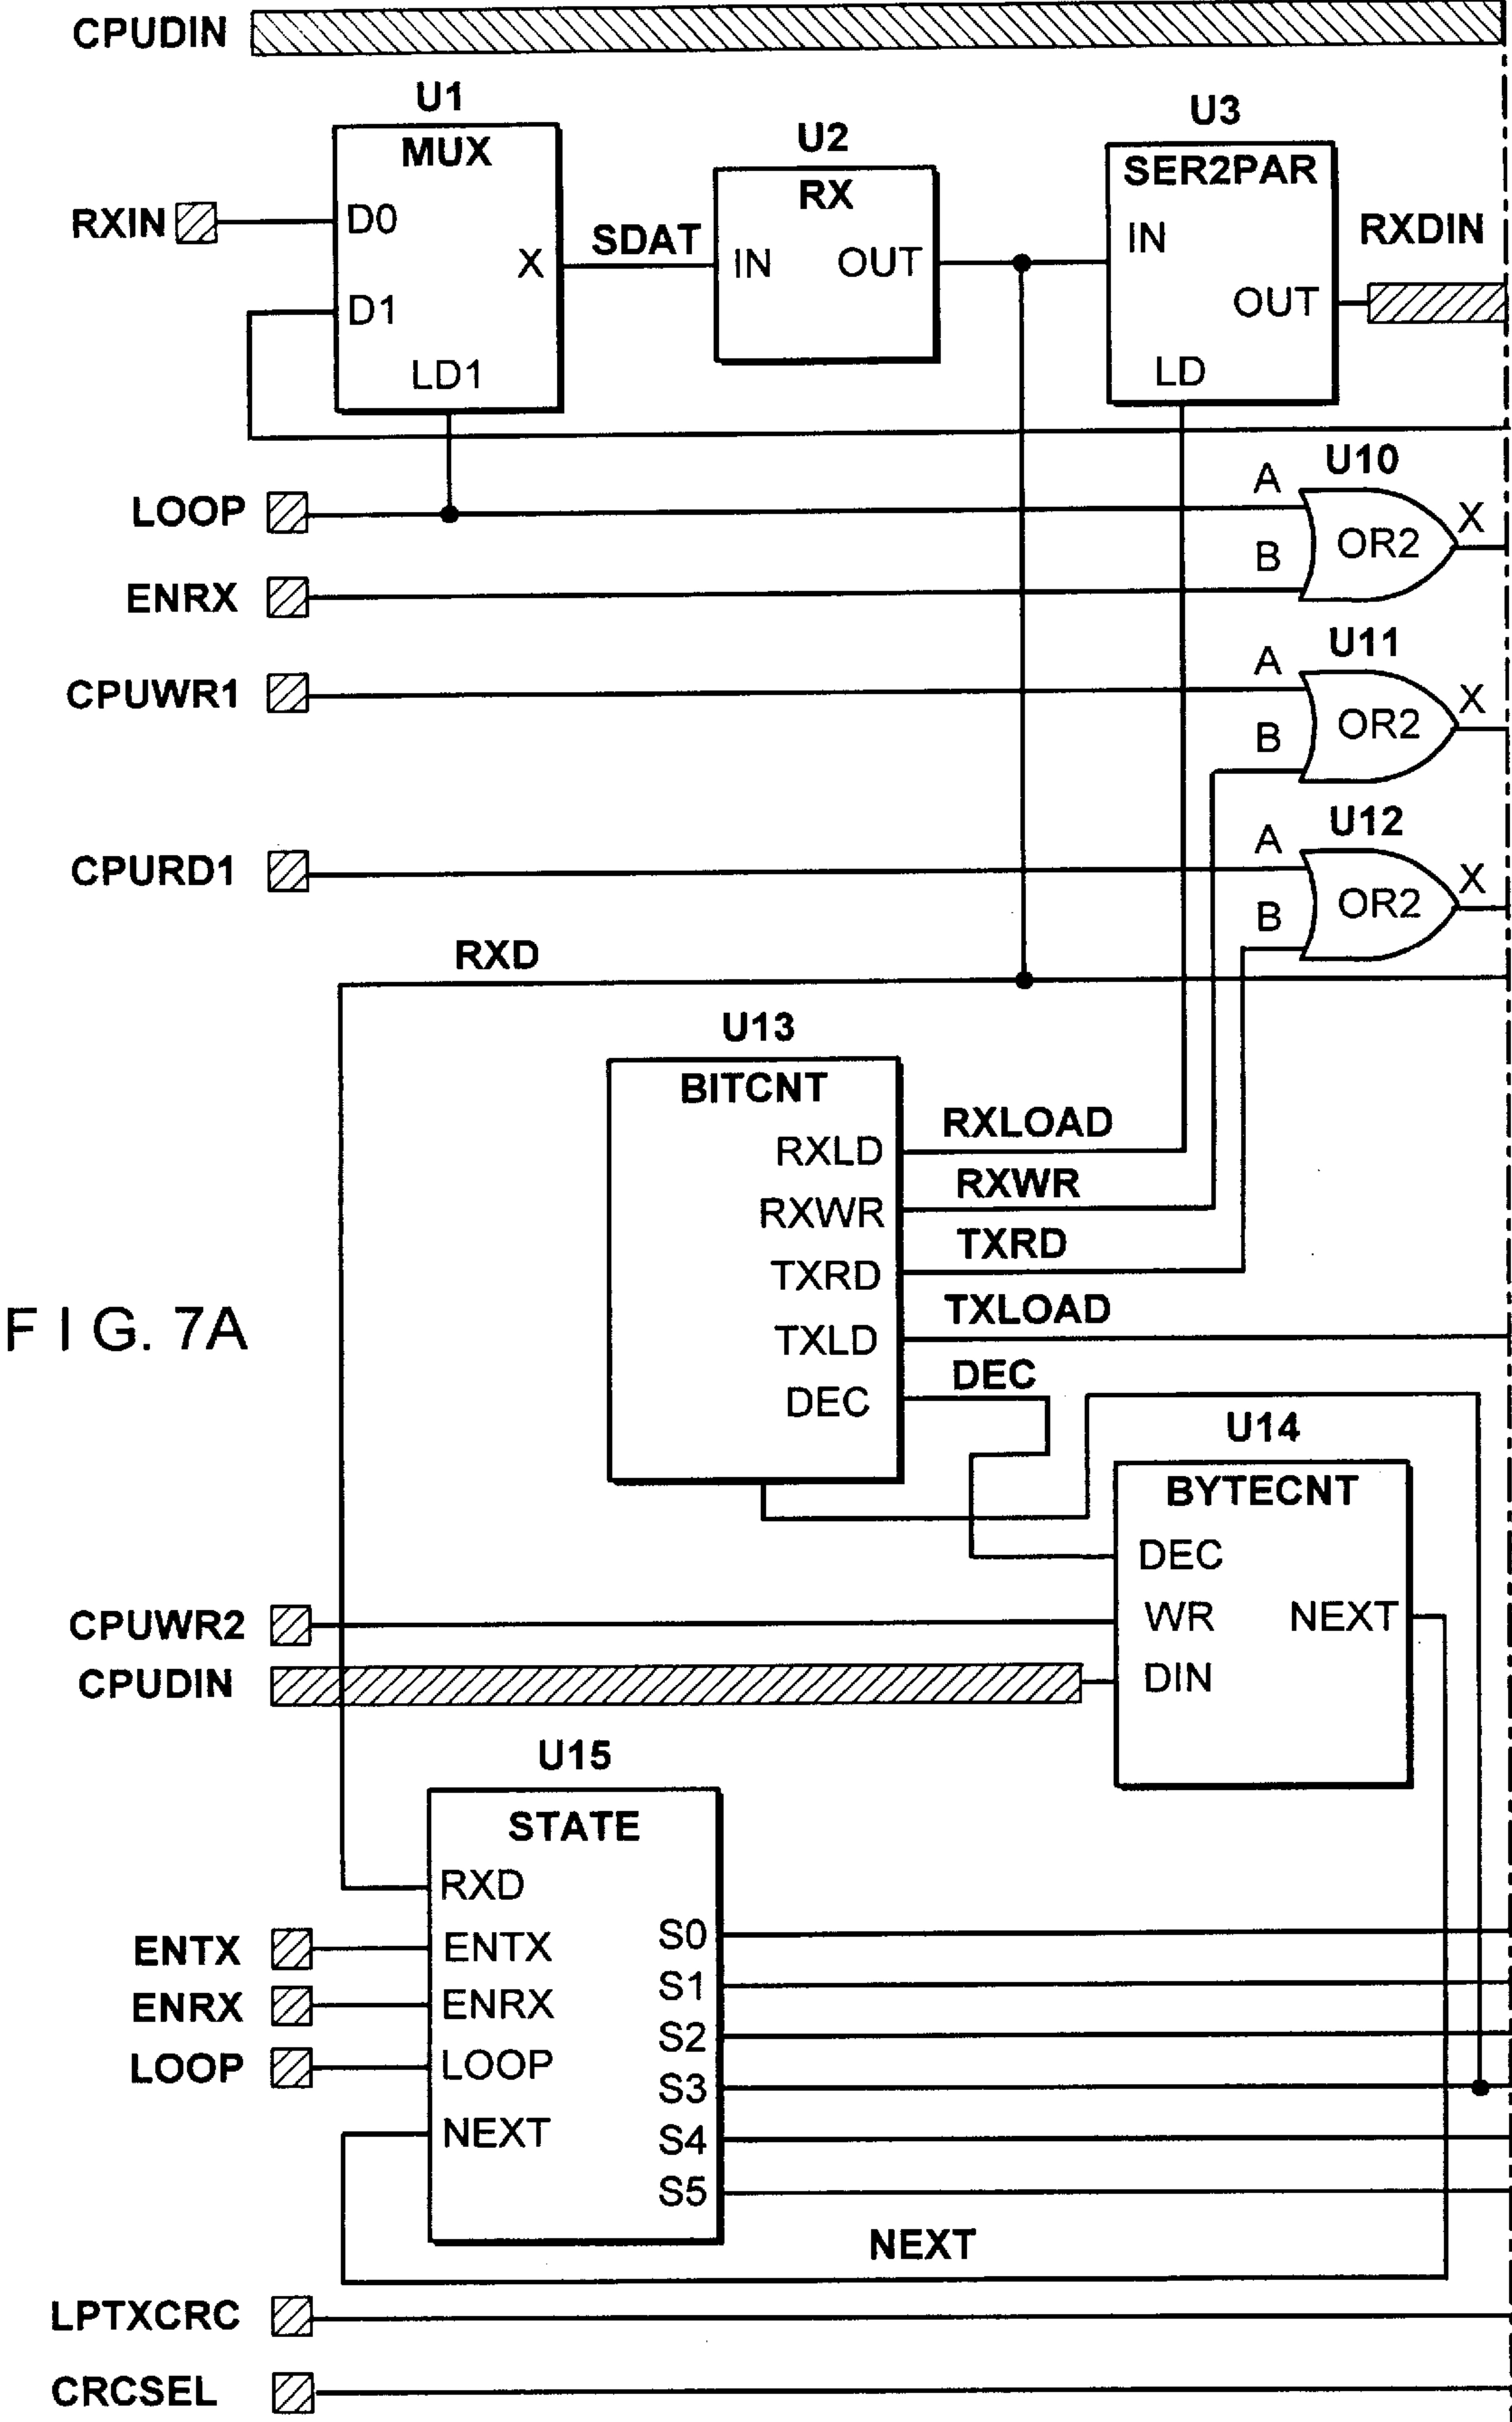 CPUDIN
U1
MUX
D0
D1
X
LD1
RXIN
SDAT
U2
RX
IN
OUT
U3
SER2PAR
IN
OUT
LD
RXDIN
LOOP
ENRX
A
B
U10
OR2
X
CPUWR1
A
B
U11
OR2
X
CPURD1
A
B
U12
OR2
X
RXD
U13
BITCNT
RXLD
RXWR
TXRD
TXLD
DEC
RXLOAD
RXWR
TXRD
TXLOAD
DEC
FIG. 7A
U14
BYTECNT
DEC
WR
DIN
NEXT
CPUWR2
CPUDIN
U15
STATE
RXD
ENTX
ENRX
LOOP
NEXT
S0
S1
S2
S3
S4
S5
ENTX
ENRX
LOOP
NEXT
LPTXCRC
CRCSEL